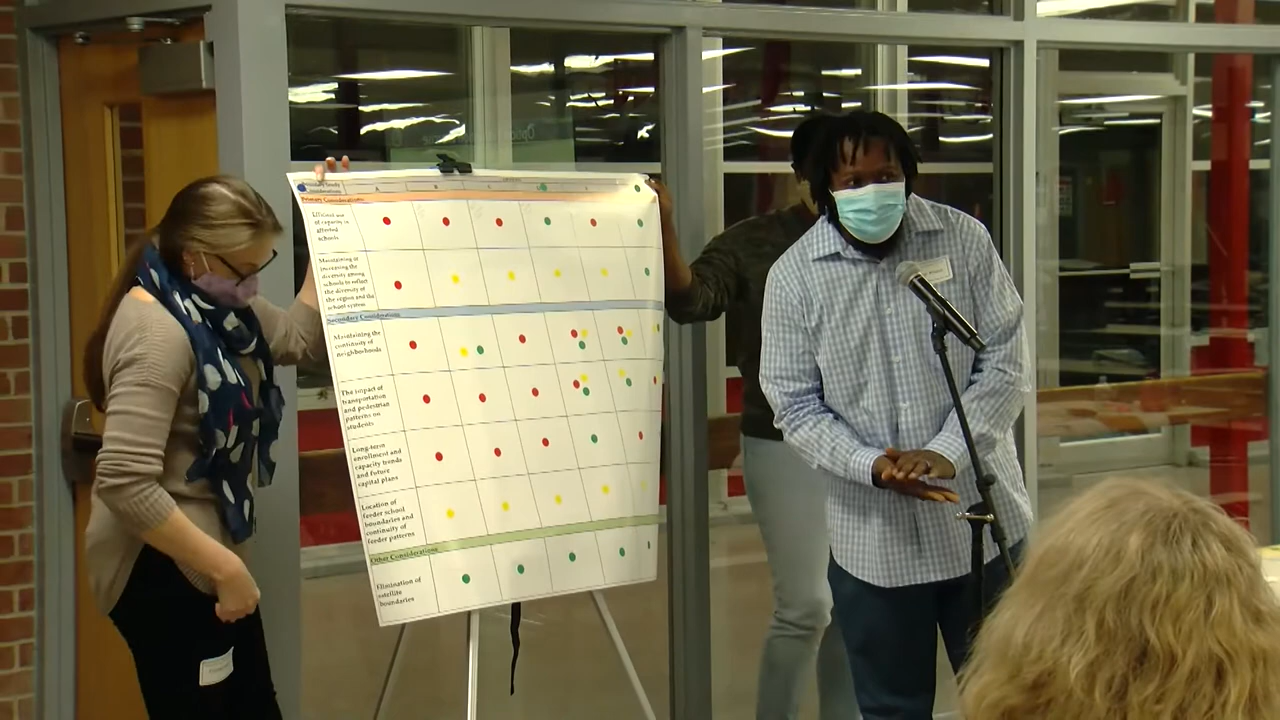 A B C
Primary Considerations
Efficient use
of capacity in
affected
schools
Maintaining or
increasing the
diversity among
schools to reflect
the diversity of
the region and the
school system
Secondary Considerations
Maintaining the
continuity of
neighborhoods
The impact of
transportation
and pedestrian
patterns on
students
Long-term
enrollment and
capacity trends
and future
capital plans
Location of
feeder school
boundaries and
continuity of
feeder patterns
Other Considerations
Elimination of
satellite
boundaries